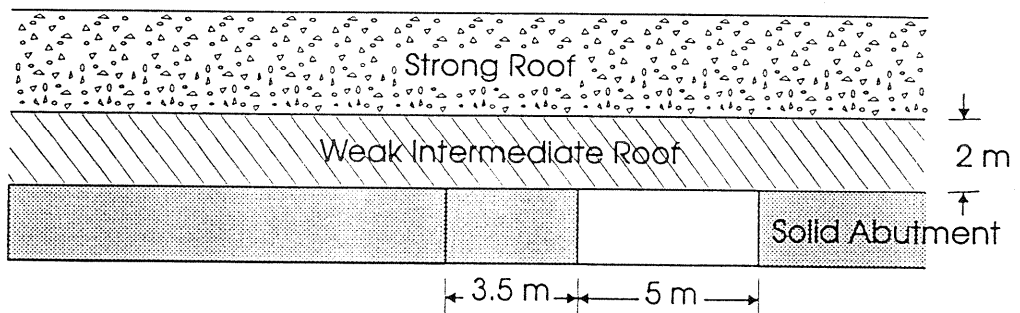 Strong Roof
Weak Intermediate Roof
2 m
Solid Abutment
3.5 m
5 m